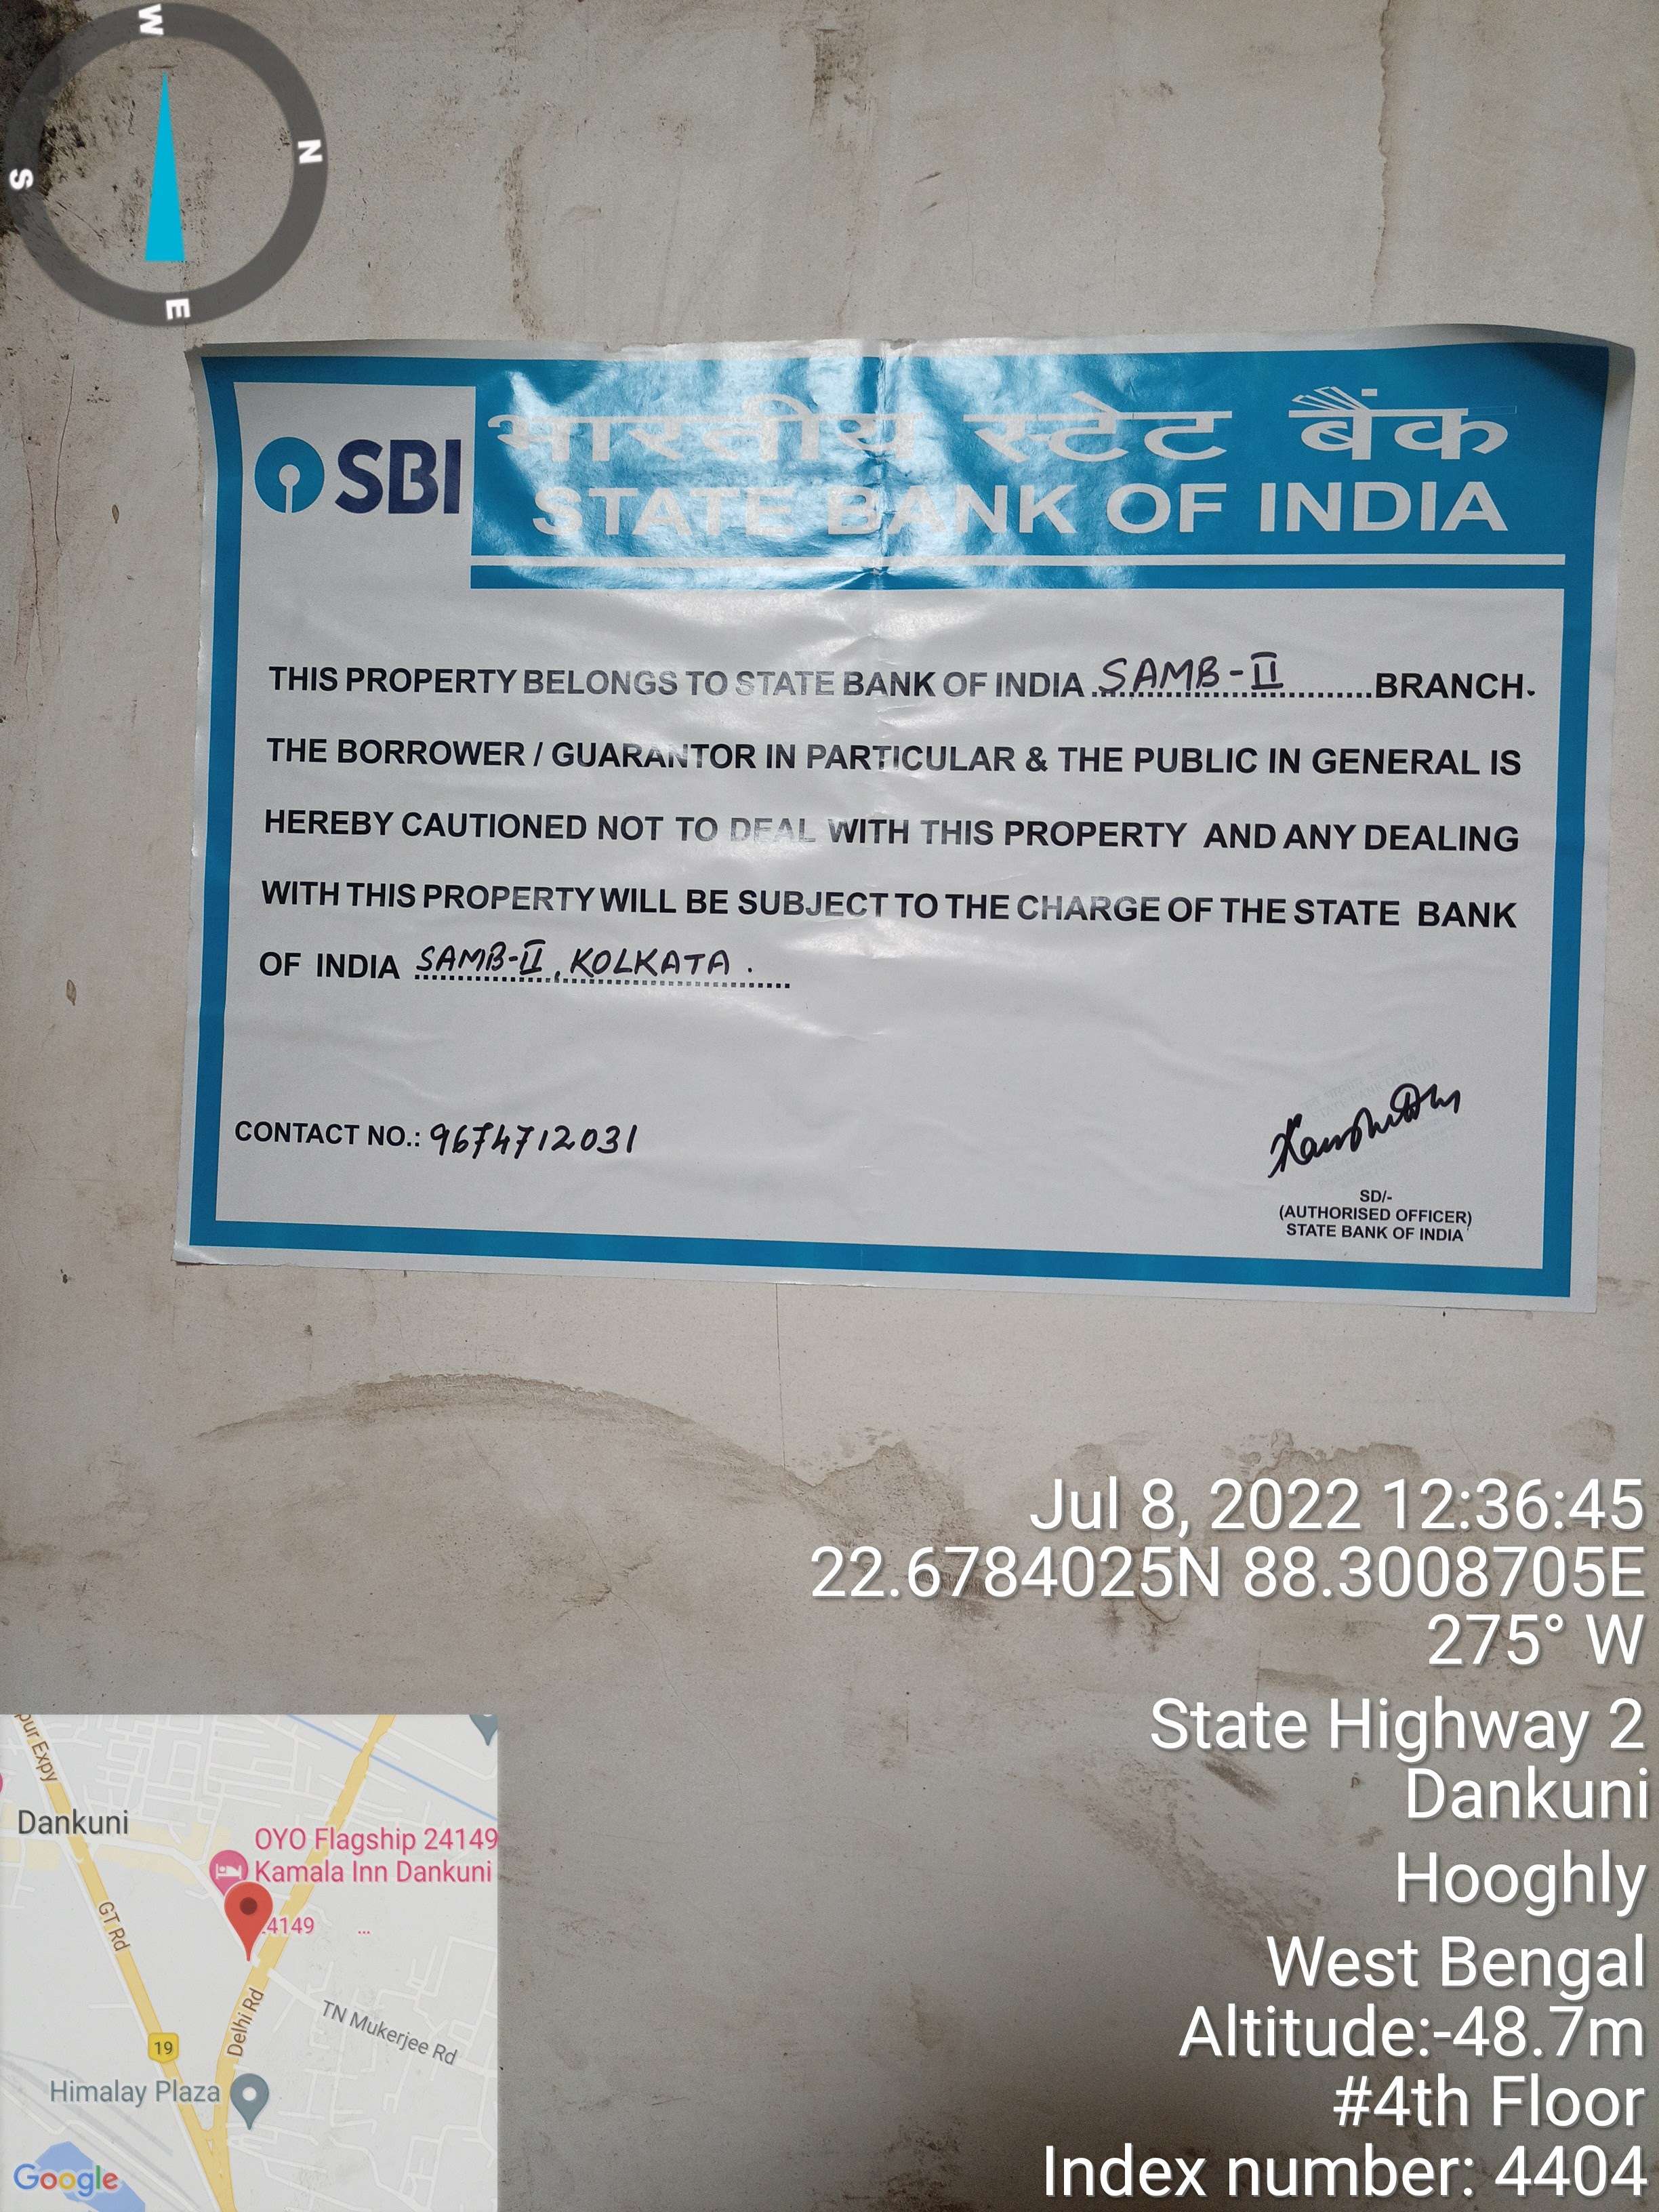 W
N
S
E
SBI
भारतीय स्टेट बैंक
STATE BANK OF INDIA
THIS PROPERTY BELONGS TO STATE BANK OF INDIA SAMB-II BRANCH.
THE BORROWER / GUARANTOR IN PARTICULAR & THE PUBLIC IN GENERAL IS
HEREBY CAUTIONED NOT TO DEAL WITH THIS PROPERTY AND ANY DEALING
WITH THIS PROPERTY WILL BE SUBJECT TO THE CHARGE OF THE STATE BANK
OF INDIA SAMB-II, KOLKATA.
CONTACT NO.: 9674712031
SD/-
(AUTHORISED OFFICER)
STATE BANK OF INDIA
Jul 8, 2022 12:36:45
22.6784025N 88.3008705E
275° W
State Highway 2
Dankuni
Hooghly
West Bengal
Altitude:-48.7m
#4th Floor
Index number: 4404
pur Expy
Dankuni
OYO Flagship 24149
Kamala Inn Dankuni
4149 ...
GT Rd
Delhi Rd
TN Mukerjee Rd
19
Himalay Plaza
Google